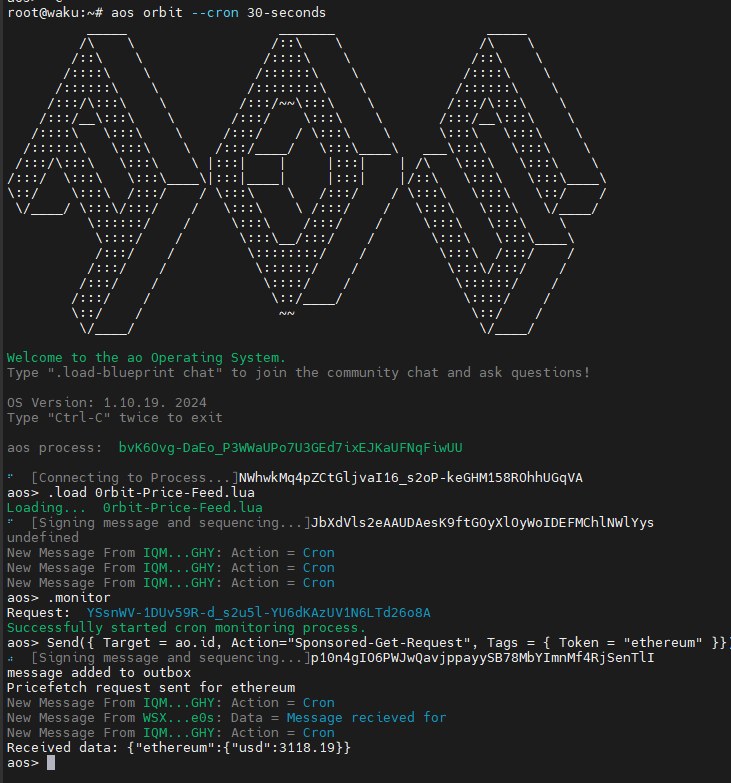 root@waku:~# aos orbit --cron 30-seconds
Welcome to the ao Operating System.
Type ".load-blueprint chat" to join the community chat and ask questions!
OS Version: 1.10.19. 2024
Type "Ctrl-C" twice to exit
aos process:  bvK6Ovg-DaEo_P3WWaUPo7U3GEd7ixEJKaUFNqFiwUU
[Connecting to Process...]NWhwkMq4pZCtGljvaI16_s2oP-keGHM158ROhhUGqVA
aos> .load 0rbit-Price-Feed.lua
Loading...  0rbit-Price-Feed.lua
[Signing message and sequencing...]JbXdVls2eAAUDAesK9ftGOyXlOyWoIDEFMChlNWlYys
undefined
New Message From IQM...GHY: Action = Cron
New Message From IQM...GHY: Action = Cron
New Message From IQM...GHY: Action = Cron
aos> .monitor
Request:  YSsnWV-1DUv59R-d_s2u5l-YU6dKAzUV1N6LTd26o8A
Successfully started cron monitoring process.
aos> Send({ Target = ao.id, Action="Sponsored-Get-Request", Tags = { Token = "ethereum" }})
[Signing message and sequencing...]p10n4gIO6PWJwQavjppayySB78MbYImnMf4RjSenTlI
message added to outbox
Pricefetch request sent for ethereum
New Message From IQM...GHY: Action = Cron
New Message From WSX...e0s: Data = Message recieved for
New Message From IQM...GHY: Action = Cron
Received data: {"ethereum":{"usd":3118.19}}
aos>